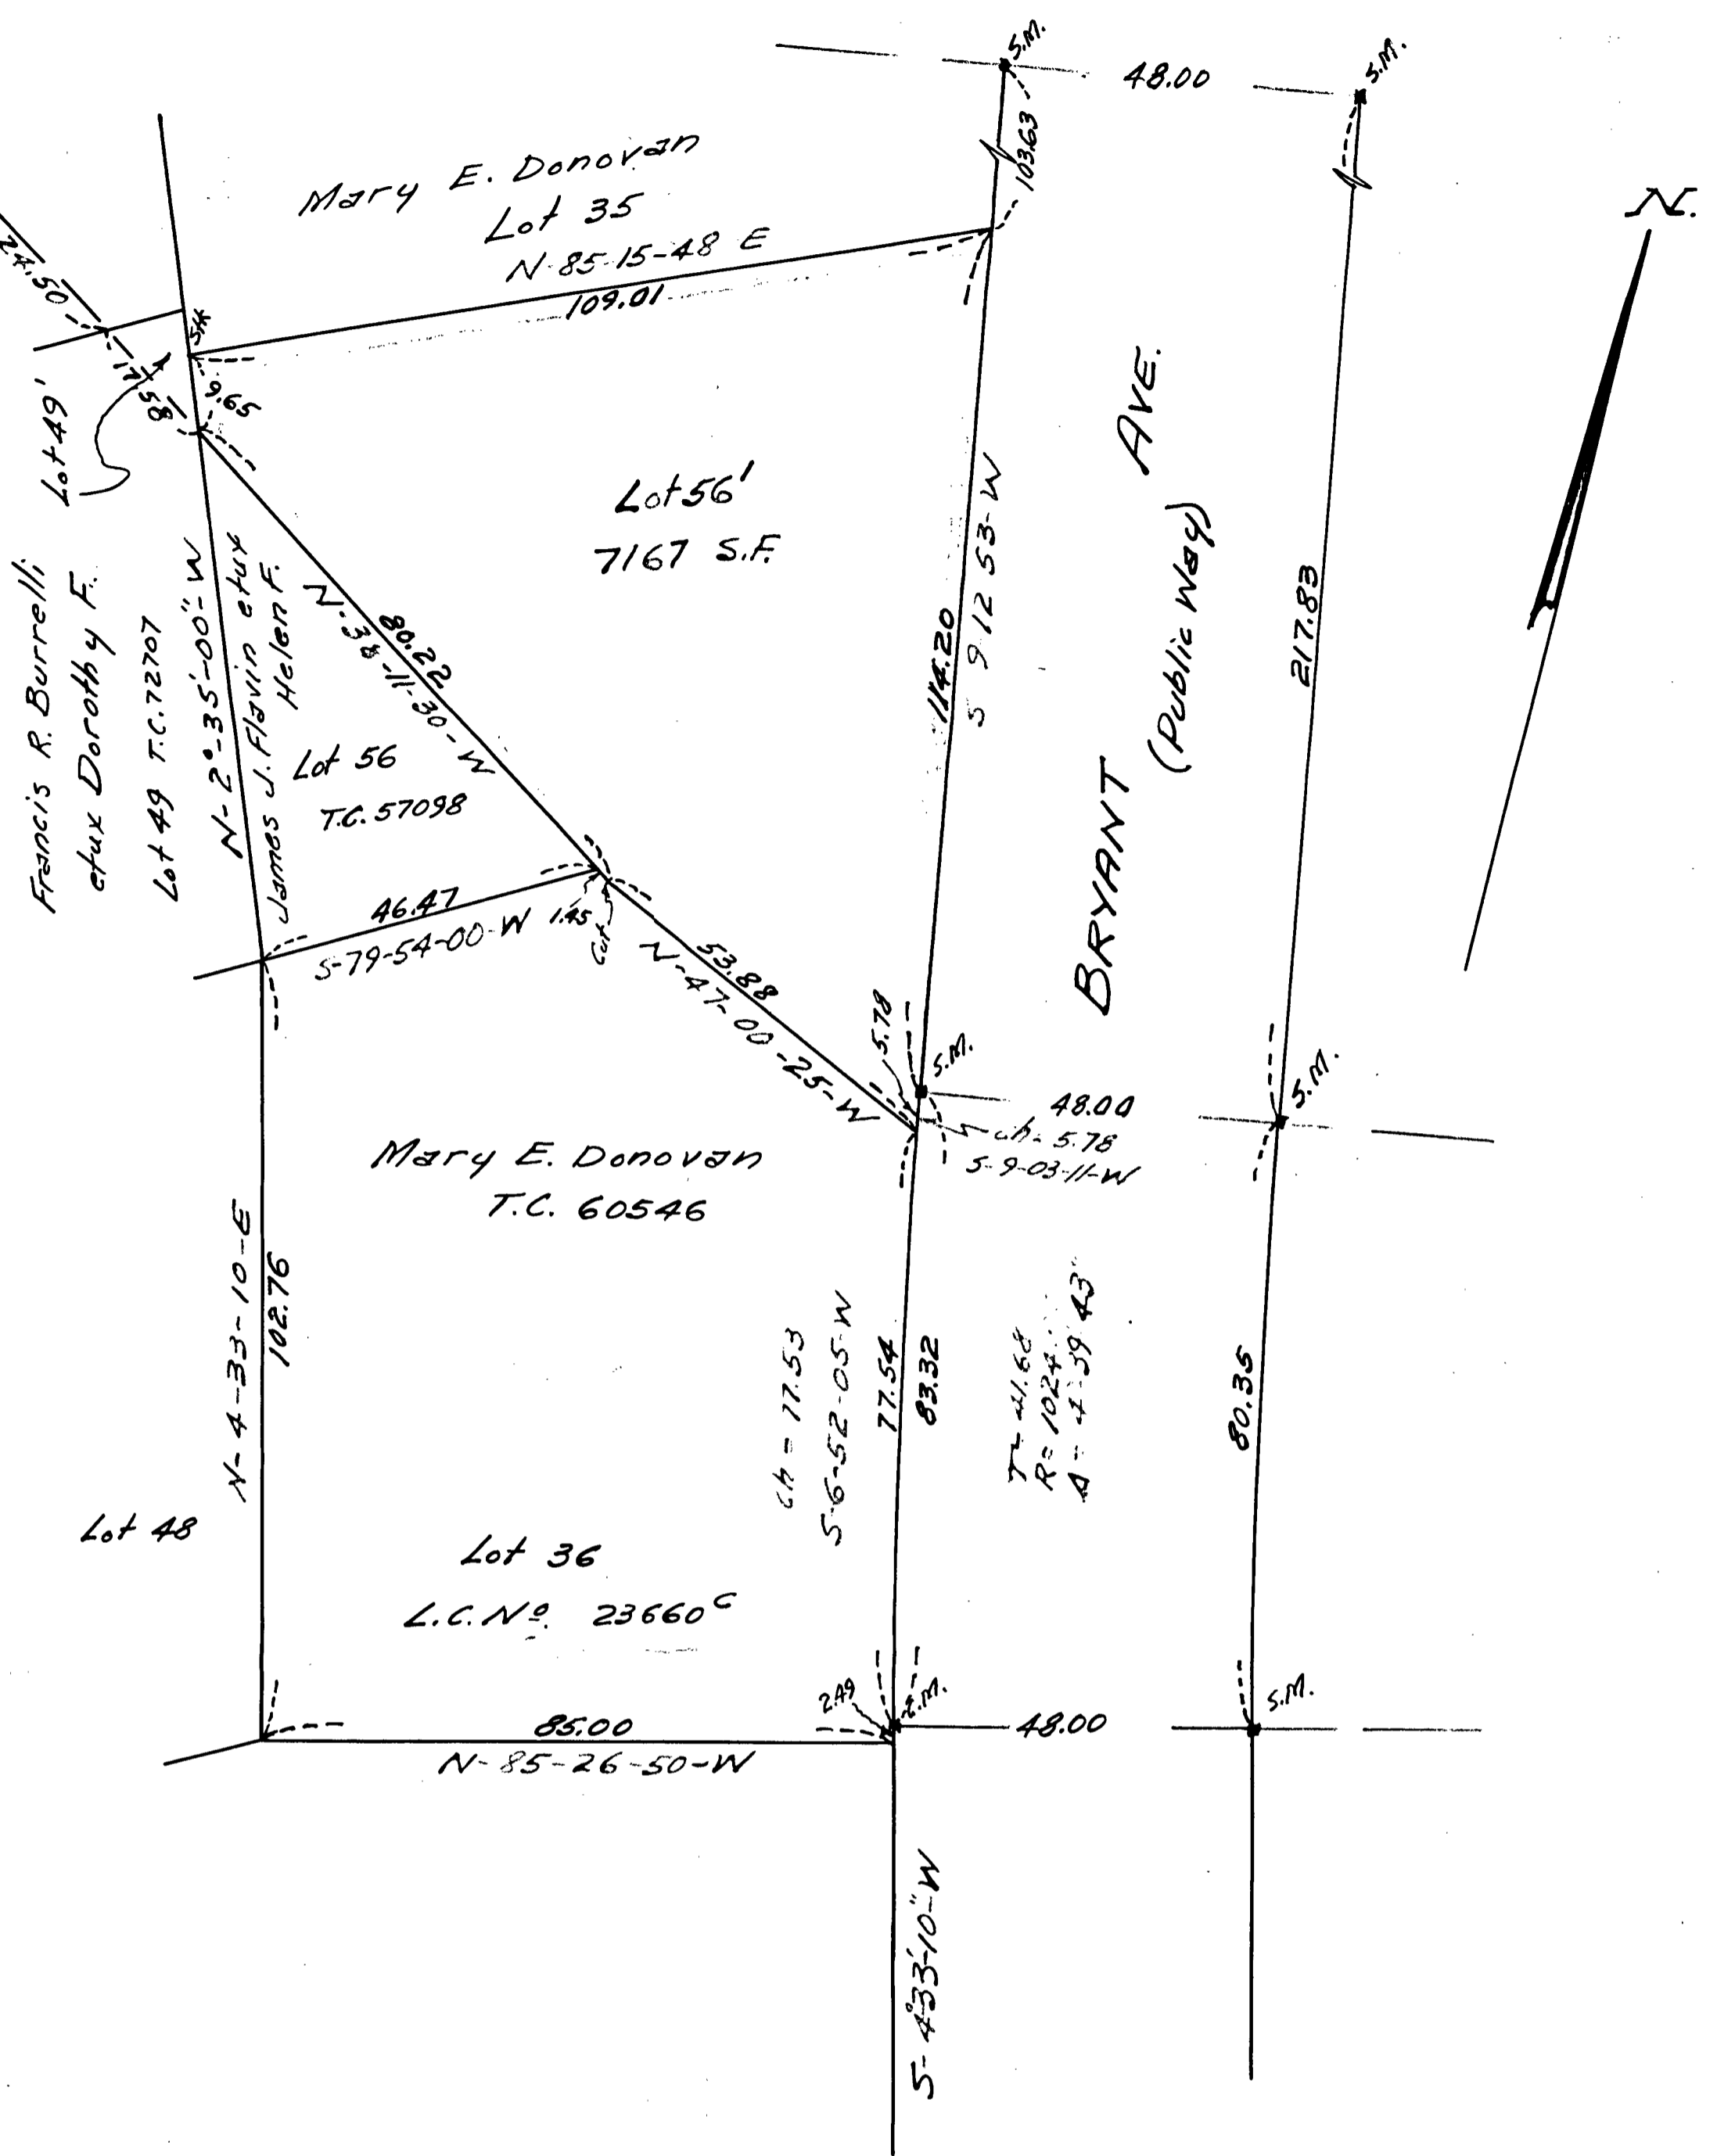 S.M.
48.00
S.M.
103.63
N.
Mary E. Donovan
Lot 35
N-85-15-48 E
109.01
24.50
17.58
9.65
Lot 49'
Lot 56'
7167 S.F.
AVE.
BRYANT
(Public Way)
114.20
S 9 12 53-W
217.83
Francis R. Burrelli
etux Dorothy F.
Lot 49 T.C.72707
N-2°-35'-00"-W
James J. Flavin etux
Helen F.
N-34-11-30-W
80.22
Lot 56
T.C. 57098
46.47
S-79-54-00-W
1.45
Cut
53.88
N-47-00-25-W
5.78
S.M.
48.00
S.M.
ch- 5.78
S-9-03-11-W
Mary E. Donovan
T.C. 60546
N-4-33-10-E
102.76
ch = 77.53
S-6-52-05-W
77.54
83.32
T= 41.68
R= 1024.
4-39'43"
80.35
Lot 48
Lot 36
L.C. Nº. 23660ᶜ
2.49
S.M.
85.00
N-85-26-50-W
48.00
S.M.
S-4°33'-10"-W